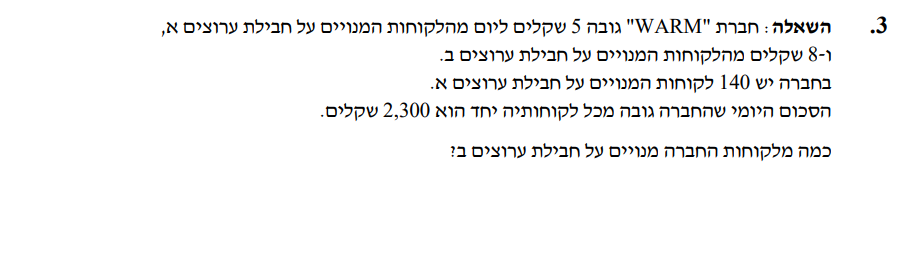 3. השאלה: חברת "WARM" גובה 5 שקלים ליום מהלקוחות המנויים על חבילת ערוצים א,
ו-8 שקלים מהלקוחות המנויים על חבילת ערוצים ב.
בחברה יש 140 לקוחות המנויים על חבילת ערוצים א.
הסכום היומי שהחברה גובה מכל לקוחותיה יחד הוא 2,300 שקלים.
כמה מלקוחות החברה מנויים על חבילת ערוצים ב?